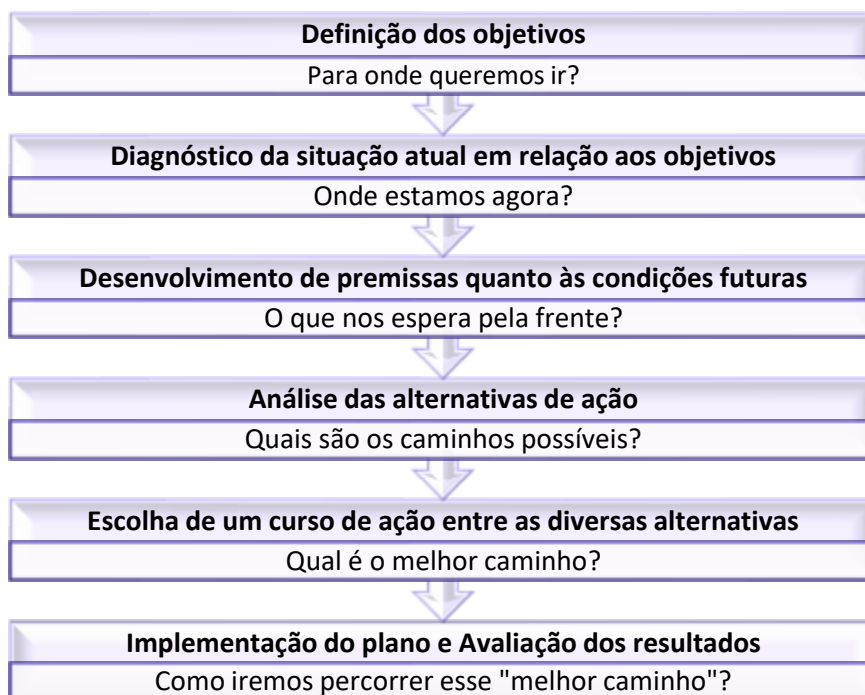 Definição dos objetivos
Para onde queremos ir?
Diagnóstico da situação atual em relação aos objetivos
Onde estamos agora?
Desenvolvimento de premissas quanto às condições futuras
O que nos espera pela frente?
Análise das alternativas de ação
Quais são os caminhos possíveis?
Escolha de um curso de ação entre as diversas alternativas
Qual é o melhor caminho?
Implementação do plano e Avaliação dos resultados
Como iremos percorrer esse "melhor caminho"?